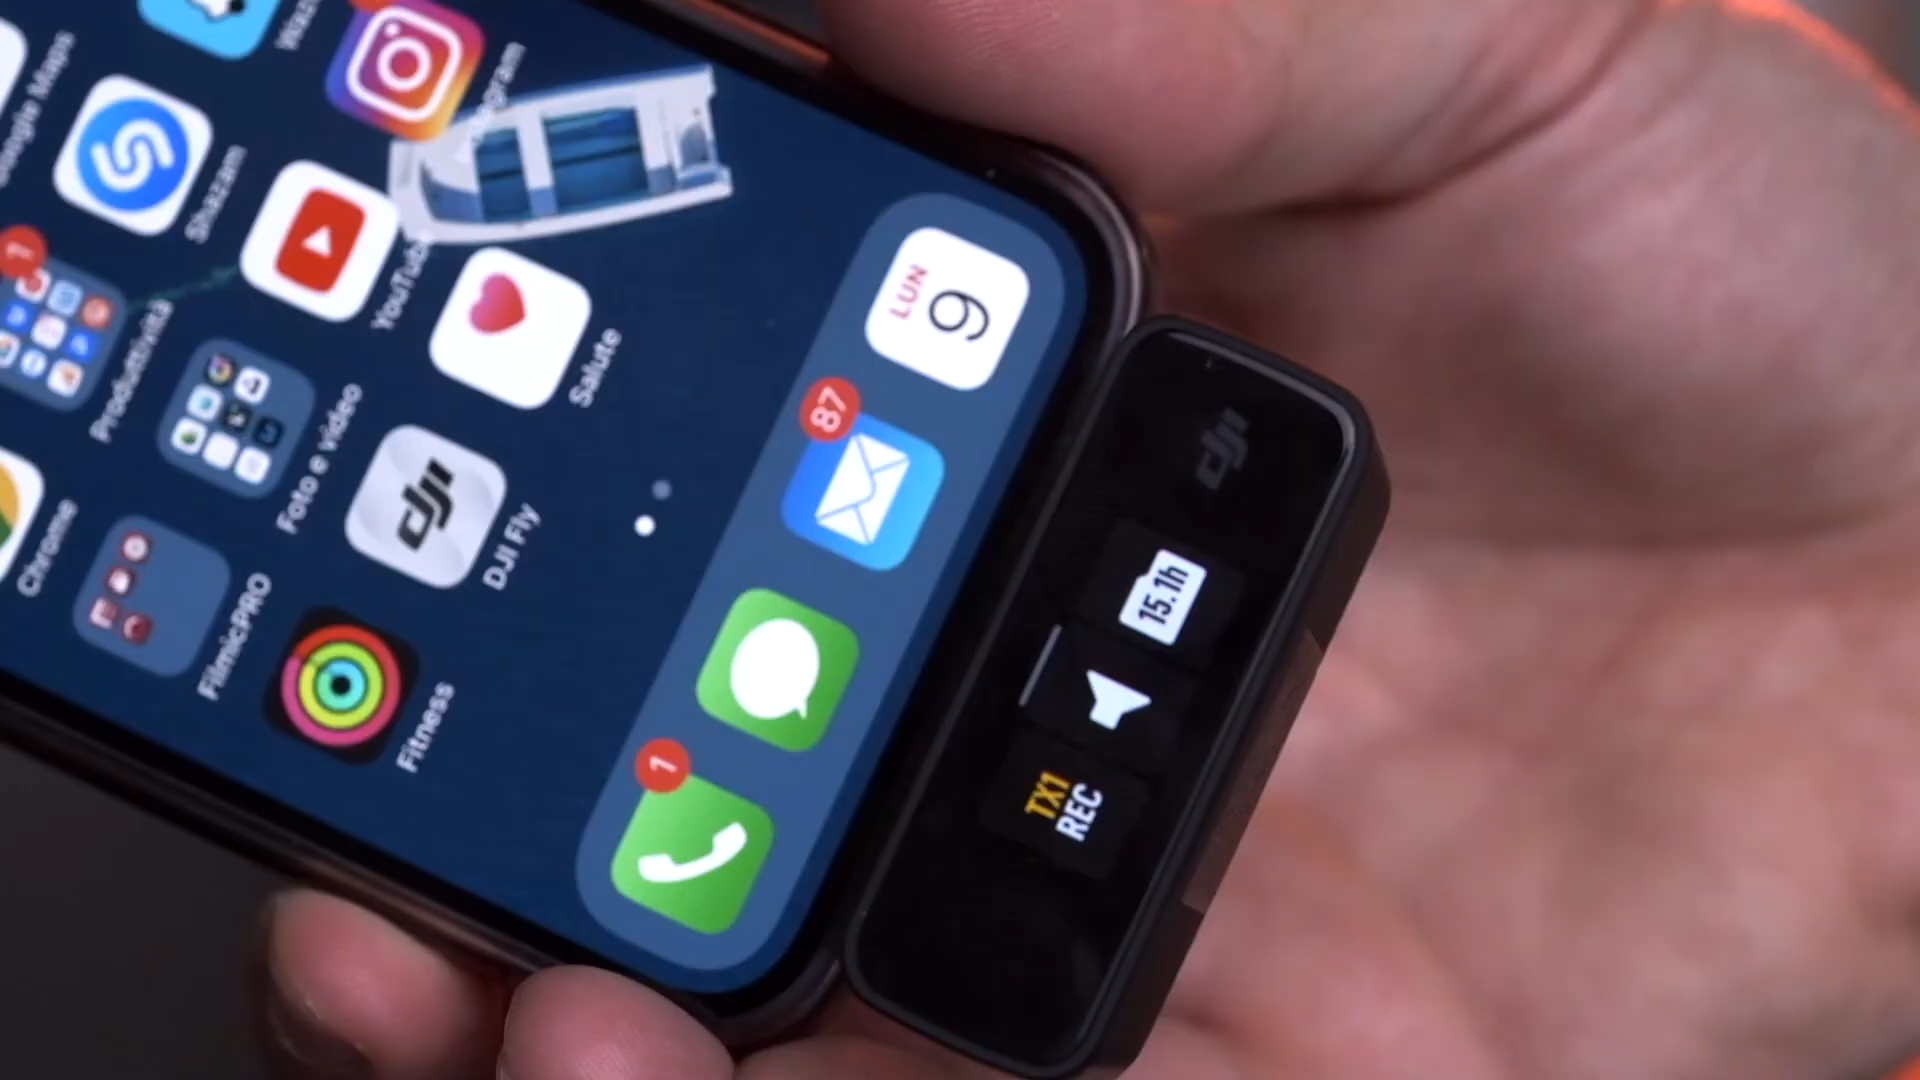 Google Maps
Shazam
Produttività
1
Chrome
YouTube
Foto e video
FilmicPRO
Salute
dji
DJI Fly
Fitness
LUN
9
87
1
dji
15.1h
TX1
REC